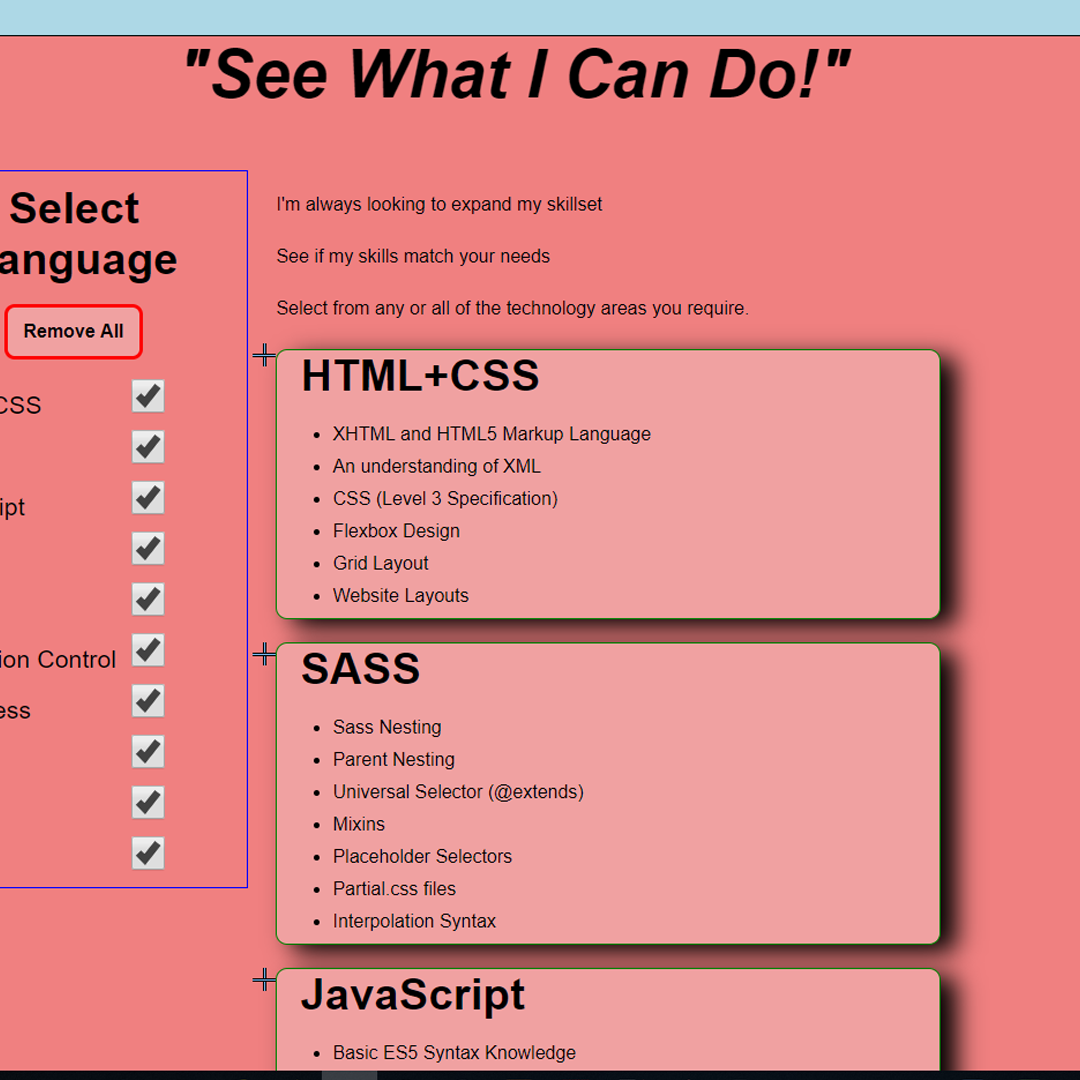 "See What I Can Do!"
Select
anguage
Remove All
CSS
ipt
ion Control
ess
I'm always looking to expand my skillset
See if my skills match your needs
Select from any or all of the technology areas you require.
HTML+CSS
XHTML and HTML5 Markup Language
An understanding of XML
CSS (Level 3 Specification)
Flexbox Design
Grid Layout
Website Layouts
SASS
Sass Nesting
Parent Nesting
Universal Selector (@extends)
Mixins
Placeholder Selectors
Partial.css files
Interpolation Syntax
JavaScript
Basic ES5 Syntax Knowledge